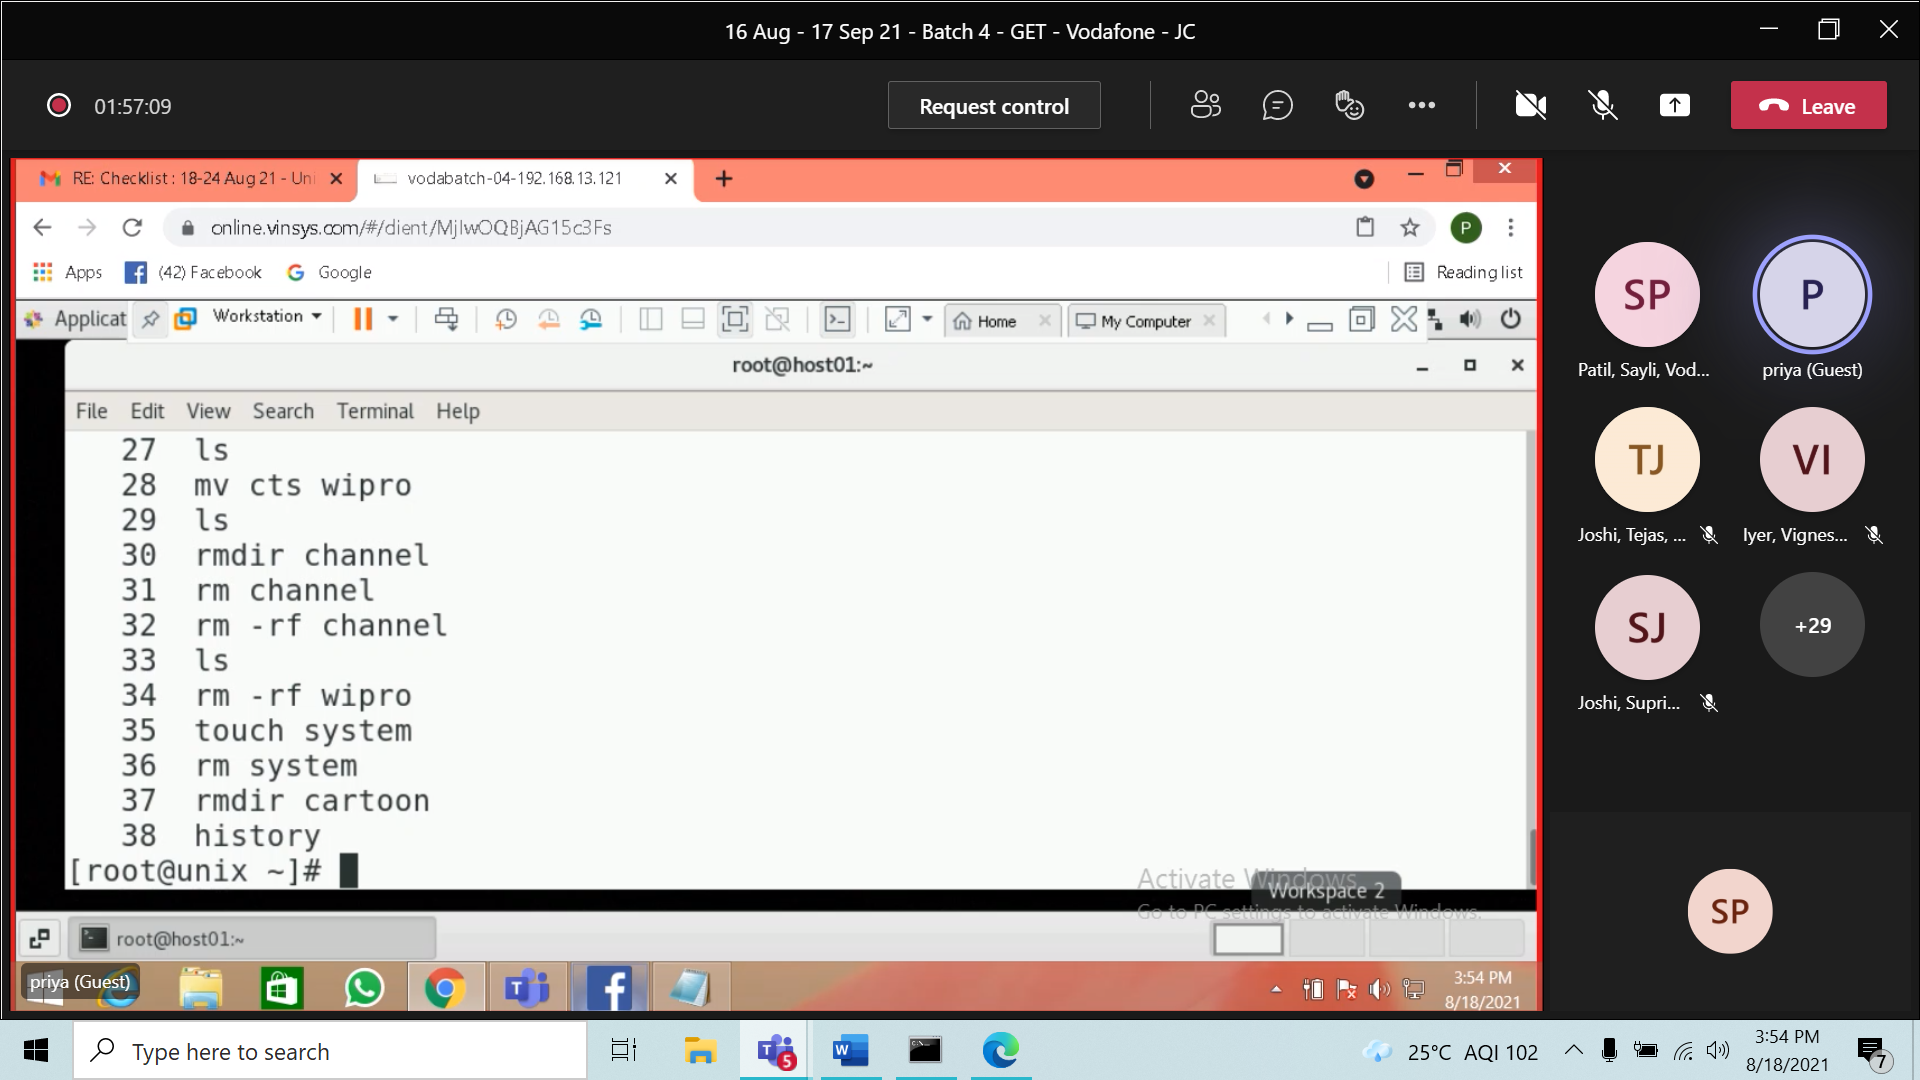 16 Aug - 17 Sep 21 - Batch 4 - GET - Vodafone - JC
01:57:09
Request control
Leave
RE: Checklist : 18-24 Aug 21 - Uni
vodabatch-04-192.168.13.121
P
online.vinsys.com/#/client/MjIwOQBjAG15c3Fs
Apps
(42) Facebook
Google
Reading list
Applicat
Workstation
Home
My Computer
root@host01:~
File Edit View Search Terminal Help
27 ls
28 mv cts wipro
29 ls
30 rmdir channel
31 rm channel
32 rm -rf channel
33 ls
34 rm -rf wipro
35 touch system
36 rm system
37 rmdir cartoon
38 history
[root@unix ~]#
Activate Windows
Go to PC settings to activate Windows.
Workspace 2
root@host01:~
priya (Guest)
3:54 PM
8/18/2021
SP
Patil, Sayli, Vod...
P
priya (Guest)
TJ
Joshi, Tejas, ...
VI
Iyer, Vignes...
SJ
Joshi, Supri...
+29
SP
Type here to search
5
25°C AQI 102
3:54 PM
8/18/2021
7